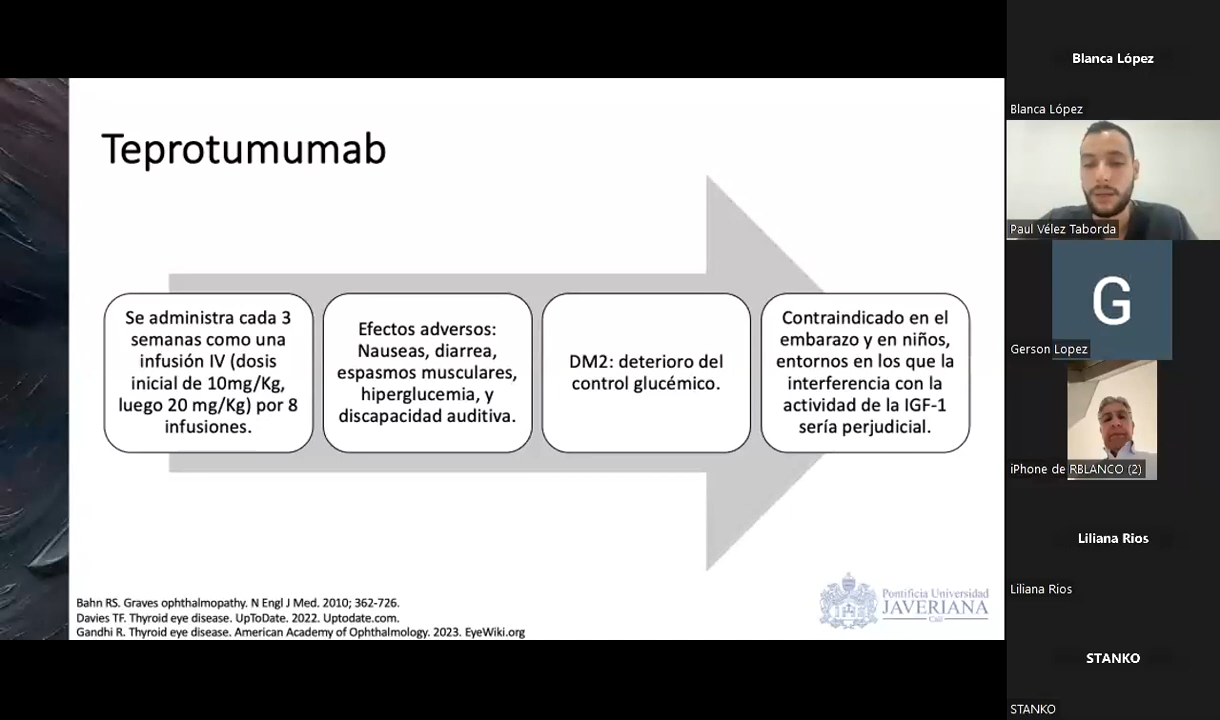 Teprotumumab
Se administra cada 3
semanas como una
infusión IV (dosis
inicial de 10mg/Kg,
luego 20 mg/Kg) por 8
infusiones.
Efectos adversos:
Nauseas, diarrea,
espasmos musculares,
hiperglucemia, y
discapacidad auditiva.
DM2: deterioro del
control glucémico.
Contraindicado en el
embarazo y en niños,
entornos en los que la
interferencia con la
actividad de la IGF-1
sería perjudicial.
Bahn RS. Graves ophthalmopathy. N Engl J Med. 2010; 362-726.
Davies TF. Thyroid eye disease. UpToDate. 2022. Uptodate.com.
Gandhi R. Thyroid eye disease. American Academy of Ophthalmology. 2023. EyeWiki.org
Pontificia Universidad
JAVERIANA
Cali
Blanca López
Blanca López
Paul Vélez Taborda
G
Gerson Lopez
iPhone de RBLANCO (2)
Liliana Rios
Liliana Rios
STANKO
STANKO